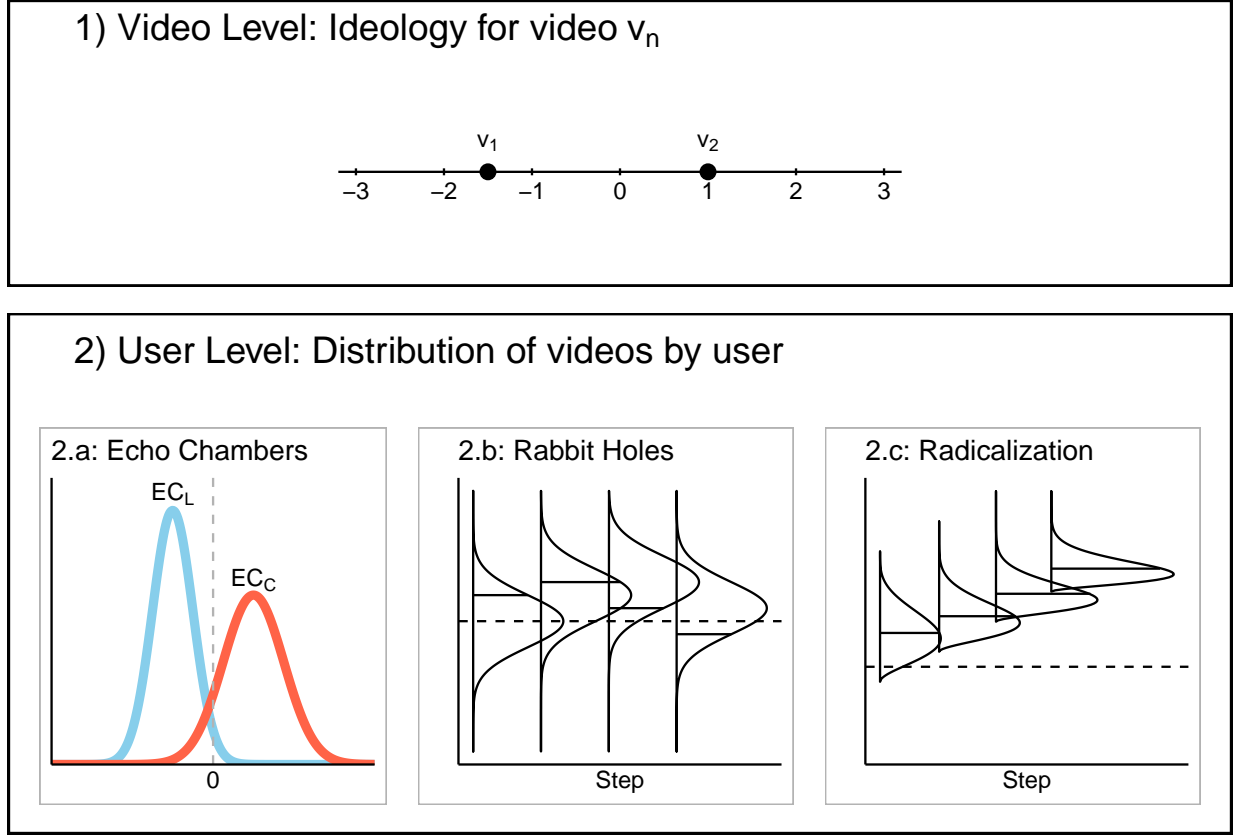 1) Video Level: Ideology for video vn
v1 v2
–3 –2 –1 0 1 2 3
2) User Level: Distribution of videos by user
2.a: Echo Chambers
ECL
ECC
0
2.b: Rabbit Holes
Step
2.c: Radicalization
Step